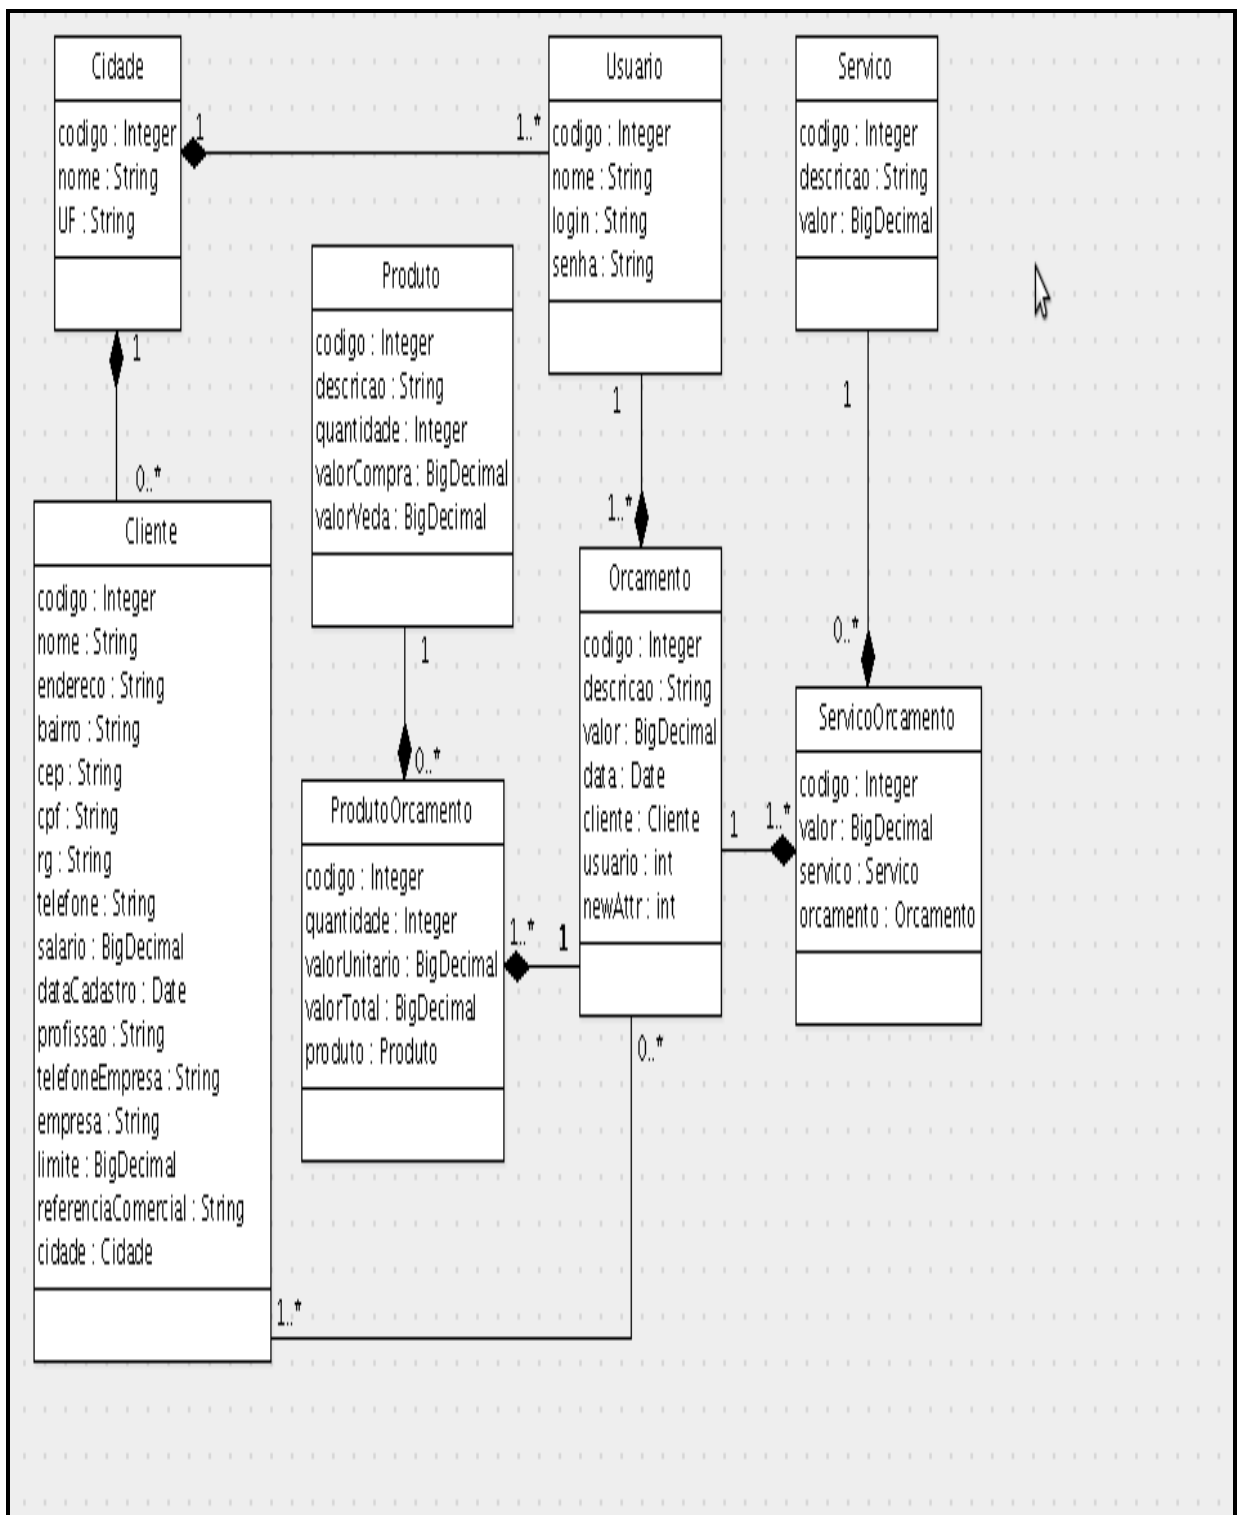 Cidade
codigo : Integer
nome : String
UF : String
1
1..*
Usuario
codigo : Integer
nome : String
login : String
senha : String
Servico
codigo : Integer
descricao : String
valor : BigDecimal
Produto
codigo : Integer
descricao : String
quantidade : Integer
valorCompra : BigDecimal
valorVeda : BigDecimal
1
0..*
1
1..*
1
0..*
Cliente
codigo : Integer
nome : String
endereco : String
bairro : String
cep : String
cpf : String
rg : String
telefone : String
salario : BigDecimal
dataCadastro : Date
profissao : String
telefoneEmpresa : String
empresa : String
limite : BigDecimal
referenciaComercial : String
cidade : Cidade
1
0..*
ProdutoOrcamento
codigo : Integer
quantidade : Integer
valorUnitario : BigDecimal
valorTotal : BigDecimal
produto : Produto
1..*
1
Orcamento
codigo : Integer
descricao : String
valor : BigDecimal
data : Date
cliente : Cliente
usuario : int
newAttr : int
1
1..*
ServicoOrcamento
codigo : Integer
valor : BigDecimal
servico : Servico
orcamento : Orcamento
0..*
1..*